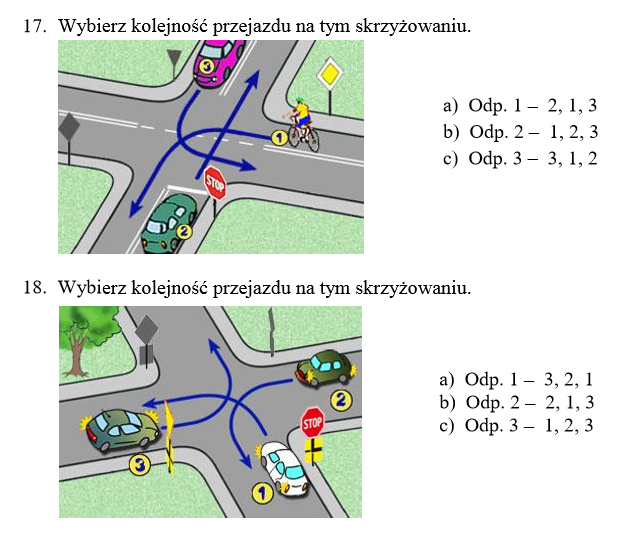 17. Wybierz kolejność przejazdu na tym skrzyżowaniu.
3
1
STOP
2
a) Odp. 1 – 2, 1, 3
b) Odp. 2 – 1, 2, 3
c) Odp. 3 – 3, 1, 2
18. Wybierz kolejność przejazdu na tym skrzyżowaniu.
2
STOP
3
1
a) Odp. 1 – 3, 2, 1
b) Odp. 2 – 2, 1, 3
c) Odp. 3 – 1, 2, 3